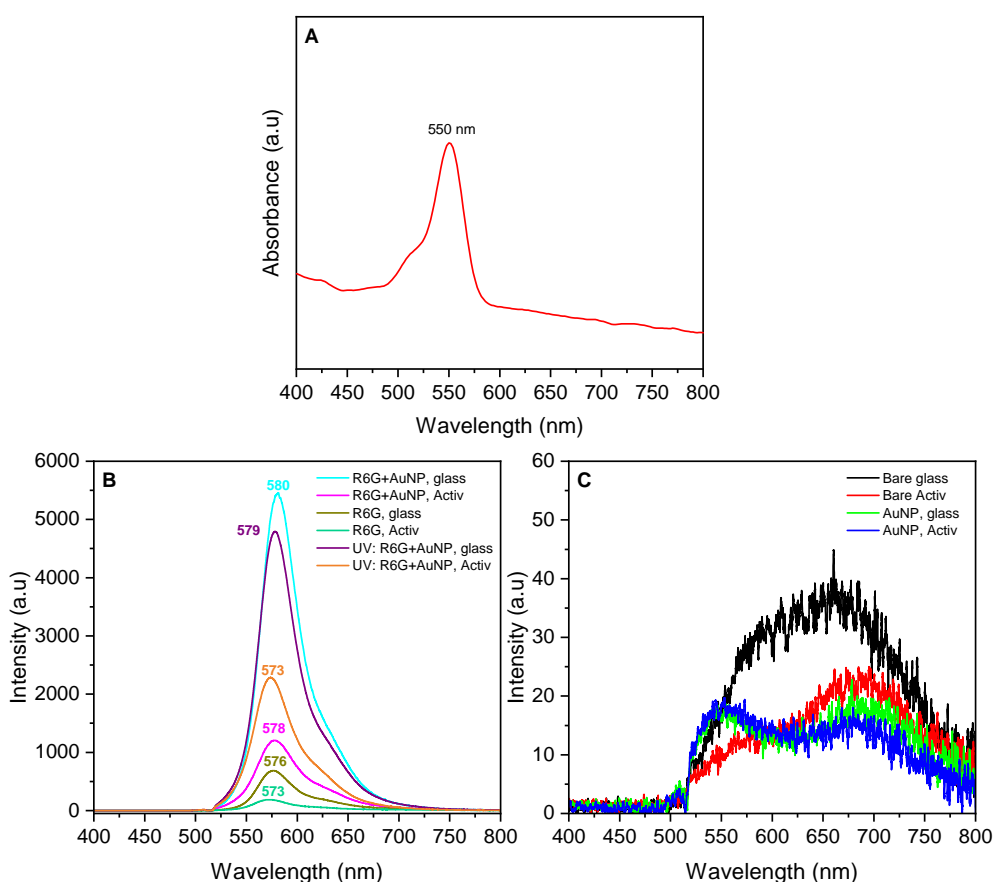 A
550 nm
Absorbance (a.u)
400 450 500 550 600 650 700 750 800
Wavelength (nm)
B
6000
5000
4000
3000
2000
1000
0
Intensity (a.u)
580
579
573
578
576
573
R6G+AuNP, glass
R6G+AuNP, Activ
R6G, glass
R6G, Activ
UV: R6G+AuNP, glass
UV: R6G+AuNP, Activ
400 450 500 550 600 650 700 750 800
Wavelength (nm)
C
60
50
40
30
20
10
0
Intensity (a.u)
Bare glass
Bare Activ
AuNP, glass
AuNP, Activ
400 450 500 550 600 650 700 750 800
Wavelength (nm)